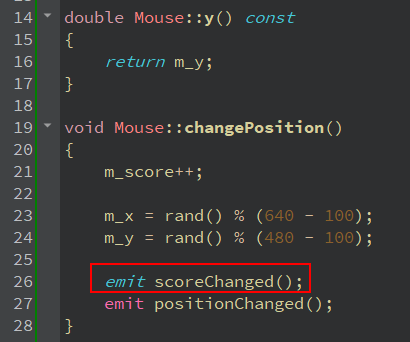 14 double Mouse::y() const
15 {
16 return m_y;
17 }
18
19 void Mouse::changePosition()
20 {
21 m_score++;
22
23 m_x = rand() % (640 - 100);
24 m_y = rand() % (480 - 100);
25
26 emit scoreChanged();
27 emit positionChanged();
28 }